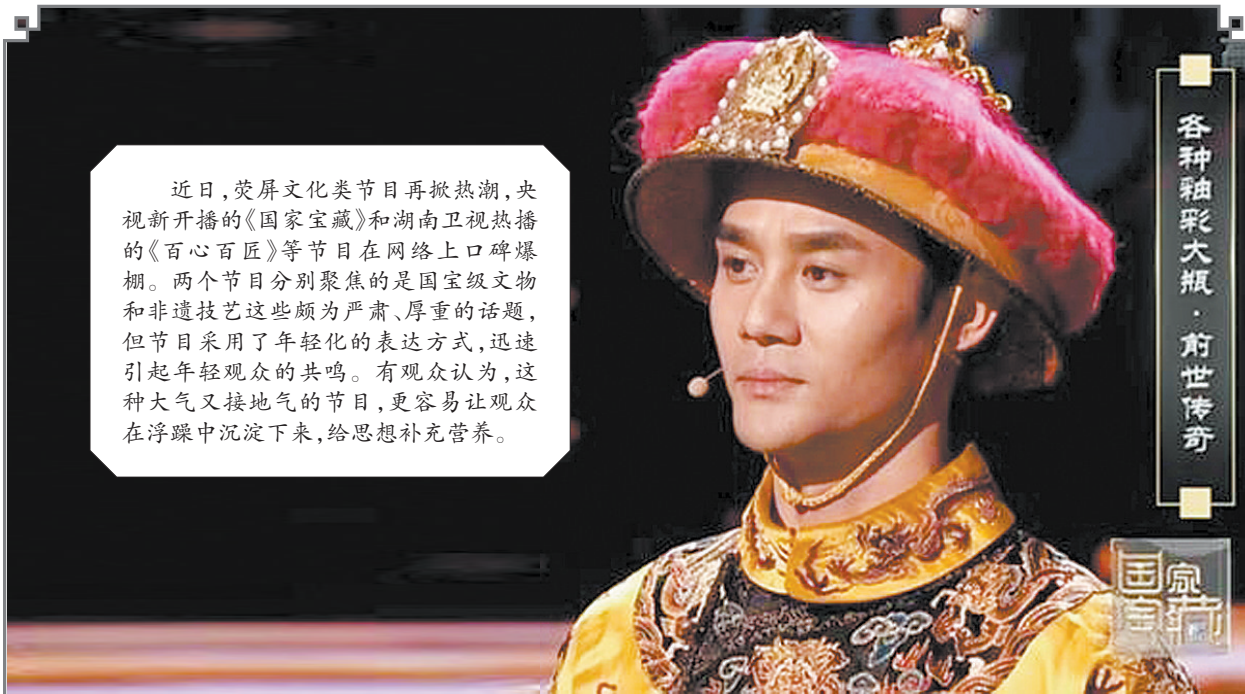 近日，荧屏文化类节目再掀热潮，央
视新开播的《国家宝藏》和湖南卫视热播
的《百心百匠》等节目在网络上口碑爆
棚。两个节目分别聚焦的是国宝级文物
和非遗技艺这些颇为严肃、厚重的话题，
但节目采用了年轻化的表达方式，迅速
引起年轻观众的共鸣。有观众认为，这
种大气又接地气的节目，更容易让观众
在浮躁中沉淀下来，给思想补充营养。
各种釉彩大瓶·前世传奇
国家
宝藏